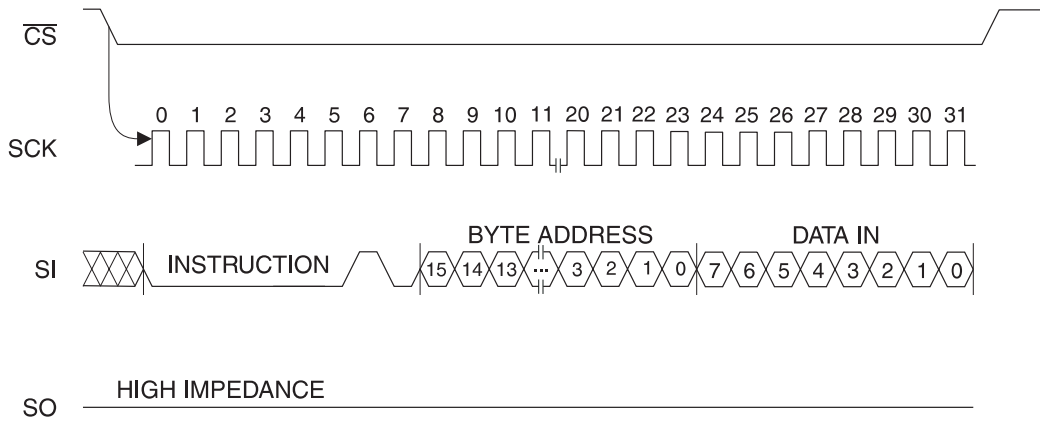 CS
0 1 2 3 4 5 6 7 8 9 10 11 20 21 22 23 24 25 26 27 28 29 30 31
SCK
BYTE ADDRESS DATA IN
SI INSTRUCTION 15 14 13 ... 3 2 1 0 7 6 5 4 3 2 1 0
HIGH IMPEDANCE
SO